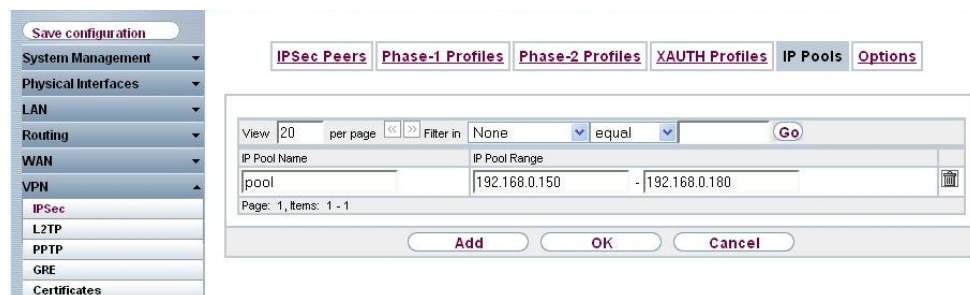 Save configuration
System Management
Physical Interfaces
LAN
Routing
WAN
VPN
IPSec
L2TP
PPTP
GRE
Certificates
IPSec Peers Phase-1 Profiles Phase-2 Profiles XAUTH Profiles IP Pools Options
View 20 per page << >> Filter in None equal Go
IP Pool Name IP Pool Range
pool 192.168.0.150 - 192.168.0.180
Page: 1, Items: 1 - 1
Add OK Cancel